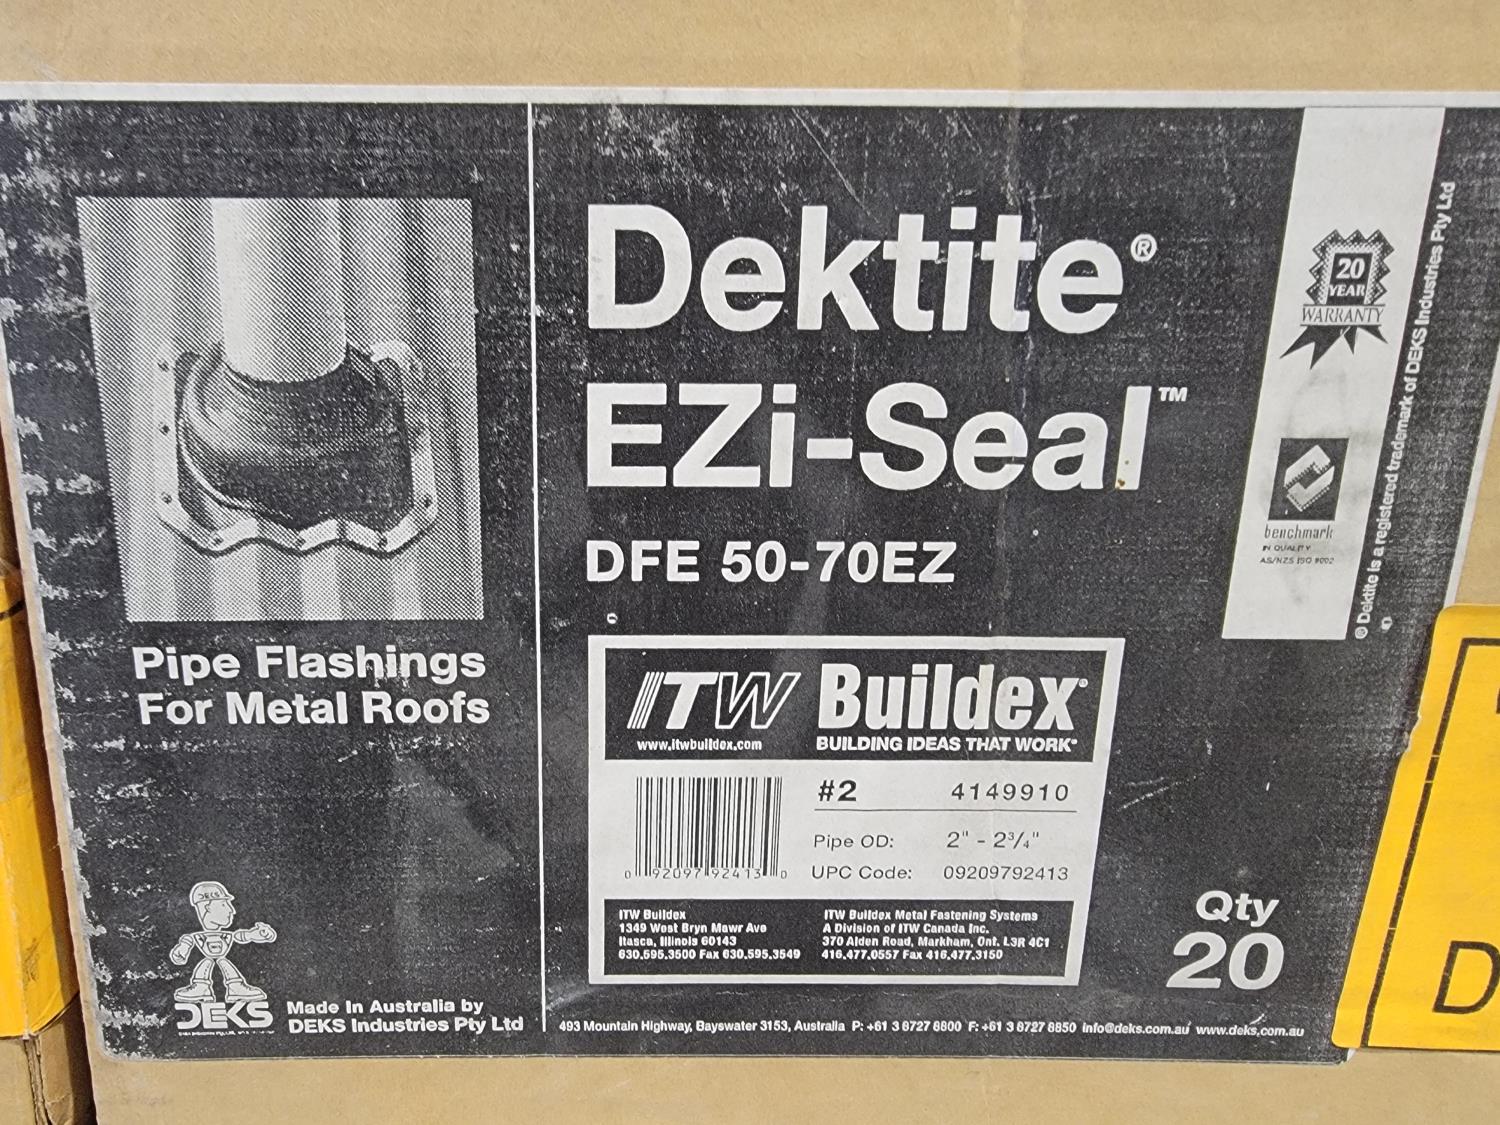 Dektite®
EZi-Seal™
DFE 50-70EZ
Pipe Flashings
For Metal Roofs
20
YEAR
WARRANTY
benchmark
IN QUALITY
AS/NZS ISO 9002
® Dektite is a registered trademark of DEKS Industries Pty Ltd
ITW Buildex®
www.itwbuildex.com
BUILDING IDEAS THAT WORK®
#2 4149910
Pipe OD: 2" - 2¾"
UPC Code: 09209792413
0 92097 92413 0
ITW Buildex
1349 West Bryn Mawr Ave
Itasca, Illinois 60143
630.595.3500 Fax 630.595.3549
ITW Buildex Metal Fastening Systems
A Division of ITW Canada Inc.
370 Alden Road, Markham, Ont. L3R 4C1
416.477.0557 Fax 416.477.3150
Qty
20
DEKS
DEKS
Made In Australia by
DEKS Industries Pty Ltd
493 Mountain Highway, Bayswater 3153, Australia P: +61 3 8727 8800 F: +61 3 8727 8850 info@deks.com.au www.deks.com.au
D